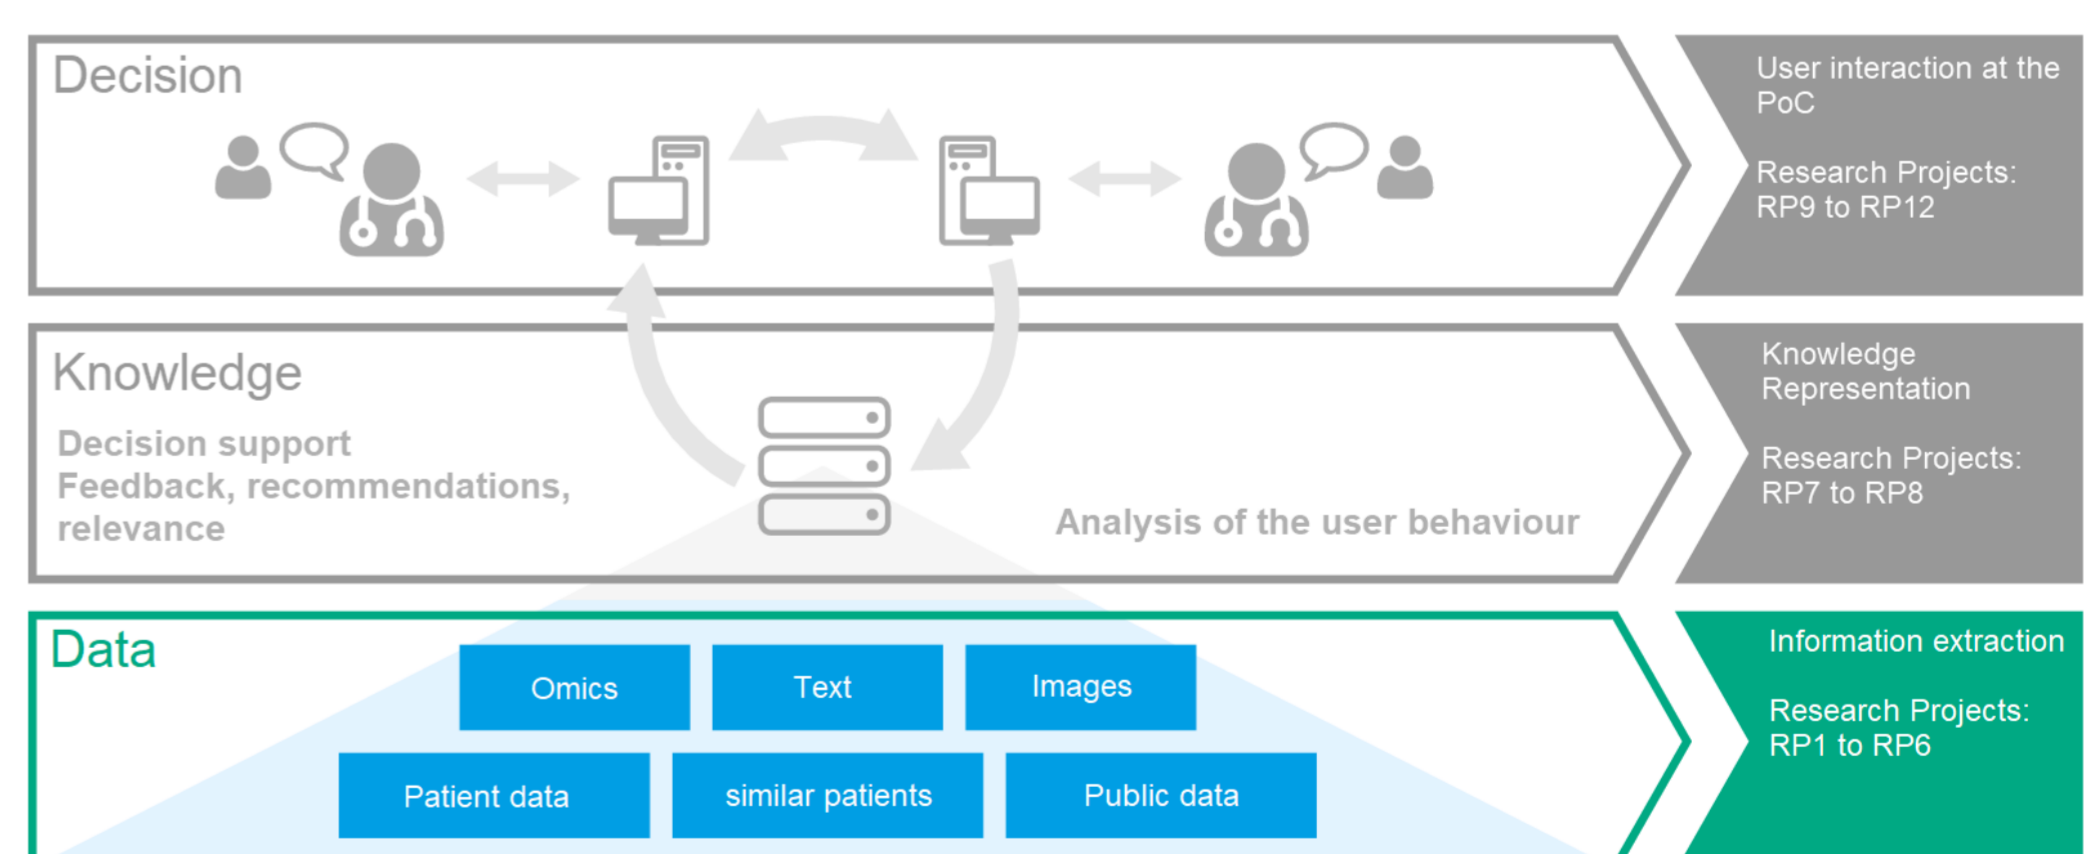 Decision
User interaction at the
PoC
Research Projects:
RP9 to RP12
Knowledge
Decision support
Feedback, recommendations,
relevance
Analysis of the user behaviour
Knowledge
Representation
Research Projects:
RP7 to RP8
Data
Omics
Text
Images
Patient data
similar patients
Public data
Information extraction
Research Projects:
RP1 to RP6